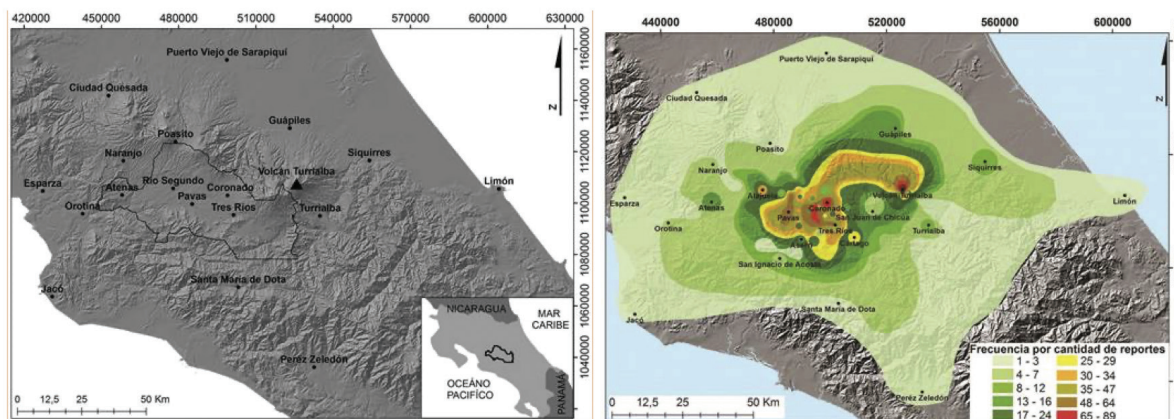 420000 450000 480000 510000 540000 570000 600000 630000
Puerto Viejo de Sarapiquí
Ciudad Quesada
Guápiles
Poasito
Naranjo
Siquirres
Volcán Turrialba
Esparza
Río Segundo
Limón
Atenas
Coronado
Pavas
Orotina
Tres Ríos
Turrialba
Santa María de Dota
Jacó
Peréz Zeledón
NICARAGUA
MAR
CARIBE
OCEÁNO
PACIFÍCO
PANAMÁ
0 12,5 25 50 Km
1160000
1140000
1120000
1100000
1080000
1060000
1040000
N
440000 480000 520000 560000 600000
Puerto Viejo de Sarapiquí
Ciudad Quesada
Guápiles
Poasito
Siquirres
Naranjo
Volcán Turrialba
Esparza
Atenas
Limón
Coronado
Pavas
San Juan de Chicúa
Orotina
Tres Ríos
Turrialba
Cartago
San Ignacio de Acosta
Santa María de Dota
Jacó
Peréz Zeledón
N
0 12,5 25 50 Km
Frecuencia por cantidad de reportes
1 - 3 25 - 29
4 - 7 30 - 34
8 - 12 35 - 47
13 - 16 48 - 64
17 - 24 65 - 89